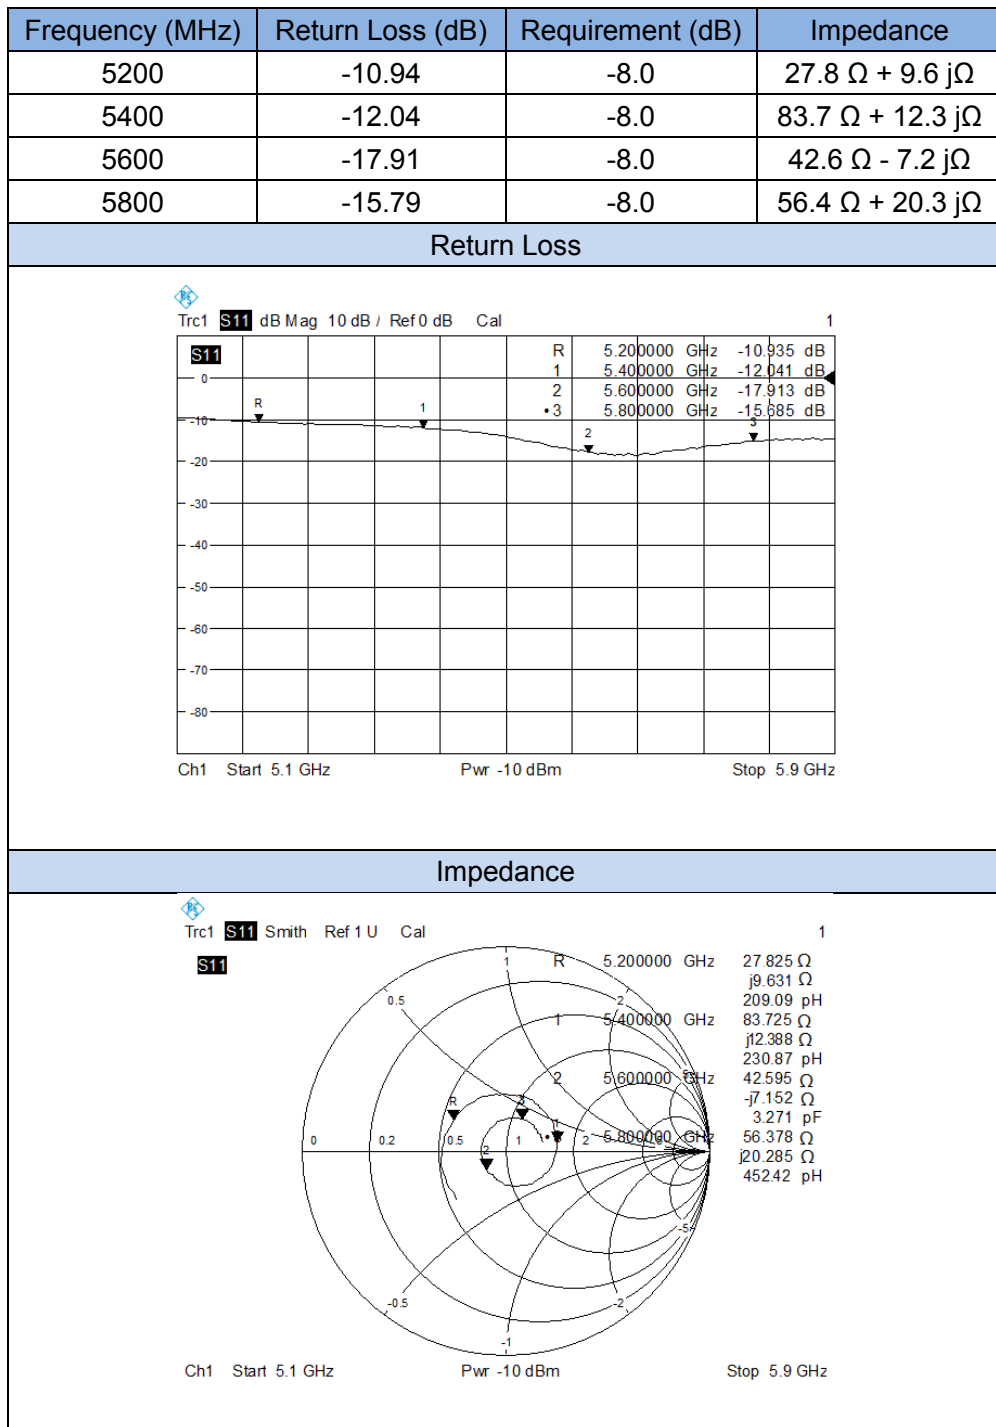 Frequency (MHz) Return Loss (dB) Requirement (dB) Impedance
5200 -10.94 -8.0 27.8 Ω + 9.6 jΩ
5400 -12.04 -8.0 83.7 Ω + 12.3 jΩ
5600 -17.91 -8.0 42.6 Ω - 7.2 jΩ
5800 -15.79 -8.0 56.4 Ω + 20.3 jΩ
Return Loss
Trc1 S11 dB Mag 10 dB / Ref 0 dB Cal 1
S11
R 5.200000 GHz -10.935 dB
1 5.400000 GHz -12.041 dB
2 5.600000 GHz -17.913 dB
•3 5.800000 GHz -15.685 dB
0
R
1
2
3
-10
-20
-30
-40
-50
-60
-70
-80
Ch1 Start 5.1 GHz Pwr -10 dBm Stop 5.9 GHz
Impedance
Trc1 S11 Smith Ref 1 U Cal 1
S11
R 5.200000 GHz 27.825 Ω
j9.631 Ω
209.09 pH
1 5.400000 GHz 83.725 Ω
j12.388 Ω
230.87 pH
2 5.600000 GHz 42.595 Ω
-j7.152 Ω
3.271 pF
•3 5.800000 GHz 56.378 Ω
j20.285 Ω
452.42 pH
1
0.5
2
5
R
3
1
0 0.2 0.5 1 2 5
2
-5
-0.5
-2
-1
Ch1 Start 5.1 GHz Pwr -10 dBm Stop 5.9 GHz